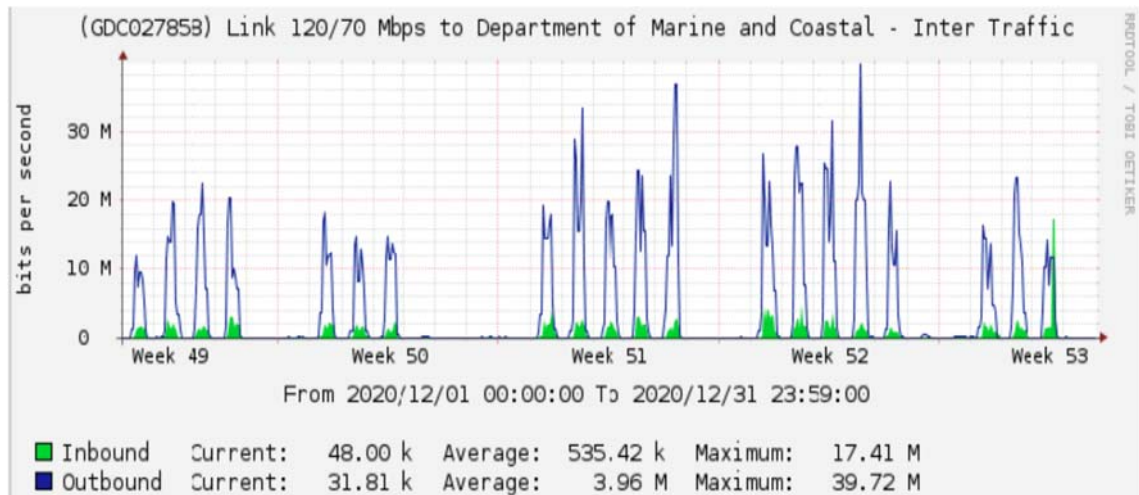 (GDC02785B) Link 120/70 Mbps to Department of Marine and Coastal - Inter Traffic
RRDTOOL / TOBI OETIKER
bits per second
30 M
20 M
10 M
0
Week 49 Week 50 Week 51 Week 52 Week 53
From 2020/12/01 00:00:00 To 2020/12/31 23:59:00
Inbound Current: 48.00 k Average: 535.42 k Maximum: 17.41 M
Outbound Current: 31.81 k Average: 3.96 M Maximum: 39.72 M